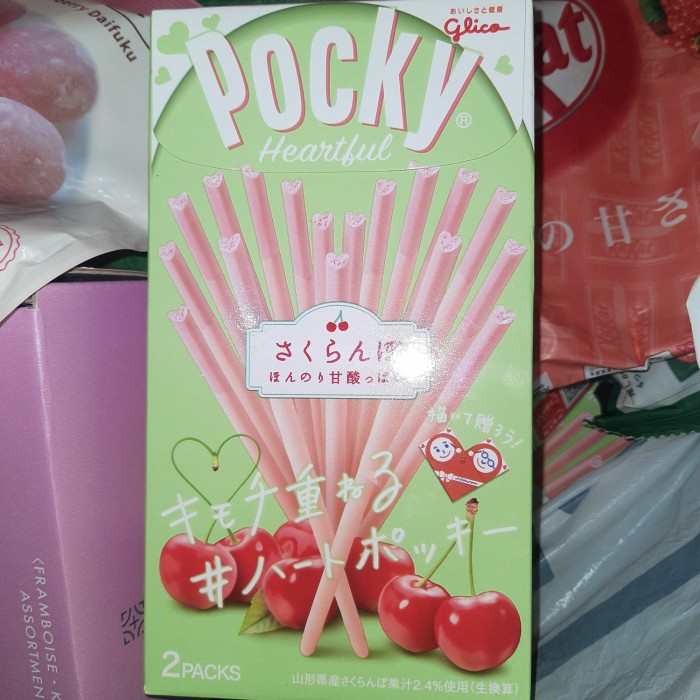 y Daifuku
Pocky®
おいしさと健康
Glico
Heartful
さくらんぼ
ほんのり甘酸っぱ
描いて贈ろう!
キモチ重ねる
#ハートポッキー
2PACKS
山形県産さくらんぼ果汁2.4%使用(生換算)
at
の甘さ
〈FRAMBOISE・K
ASSORTMEN